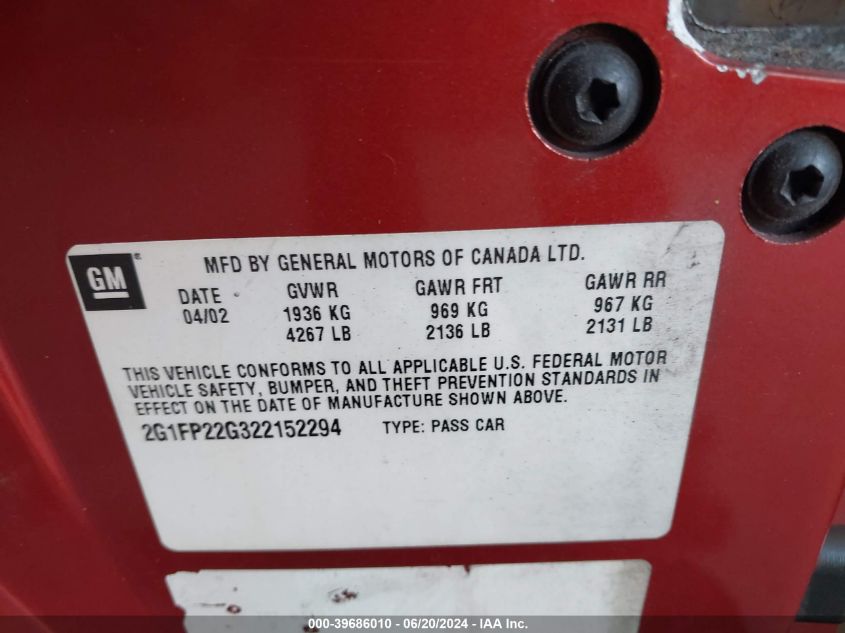 GM®
MFD BY GENERAL MOTORS OF CANADA LTD.
DATE GVWR GAWR FRT GAWR RR
04/02 1936 KG 969 KG 967 KG
4267 LB 2136 LB 2131 LB
THIS VEHICLE CONFORMS TO ALL APPLICABLE U.S. FEDERAL MOTOR
VEHICLE SAFETY, BUMPER, AND THEFT PREVENTION STANDARDS IN
EFFECT ON THE DATE OF MANUFACTURE SHOWN ABOVE.
2G1FP22G322152294 TYPE: PASS CAR
000-39686010 - 06/20/2024 - IAA Inc.